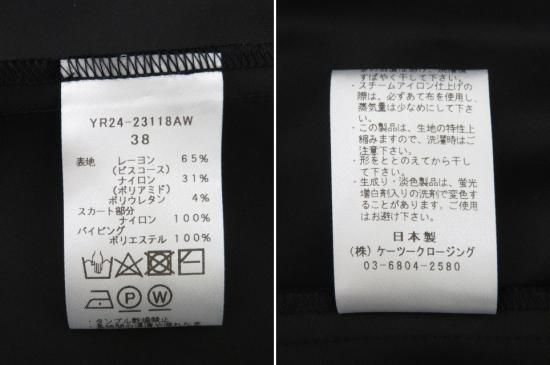 YR24-23118AW
38
表地 レーヨン 65%
(ビスコース)
ナイロン 31%
(ポリアミド)
ポリウレタン 4%
スカート部分
ナイロン 100%
パイピング
ポリエステル 100%
P W
・タンブル乾燥禁止
すばやく干して下さい。
・スチームアイロン仕上げの
際は、必ずあて布を使用し、
蒸気量は少なめにして下さ
い。
・この製品は、生地の特性上
縮みますので、洗濯時はご
注意下さい。
・形をととのえてから干し
て下さい。
・生成り・淡色製品は、蛍光
増白剤入りの洗剤で変色す
ることがあります。ご使用
はお避け下さい。
日本製
(株) ケーツークロージング
03-6804-2580